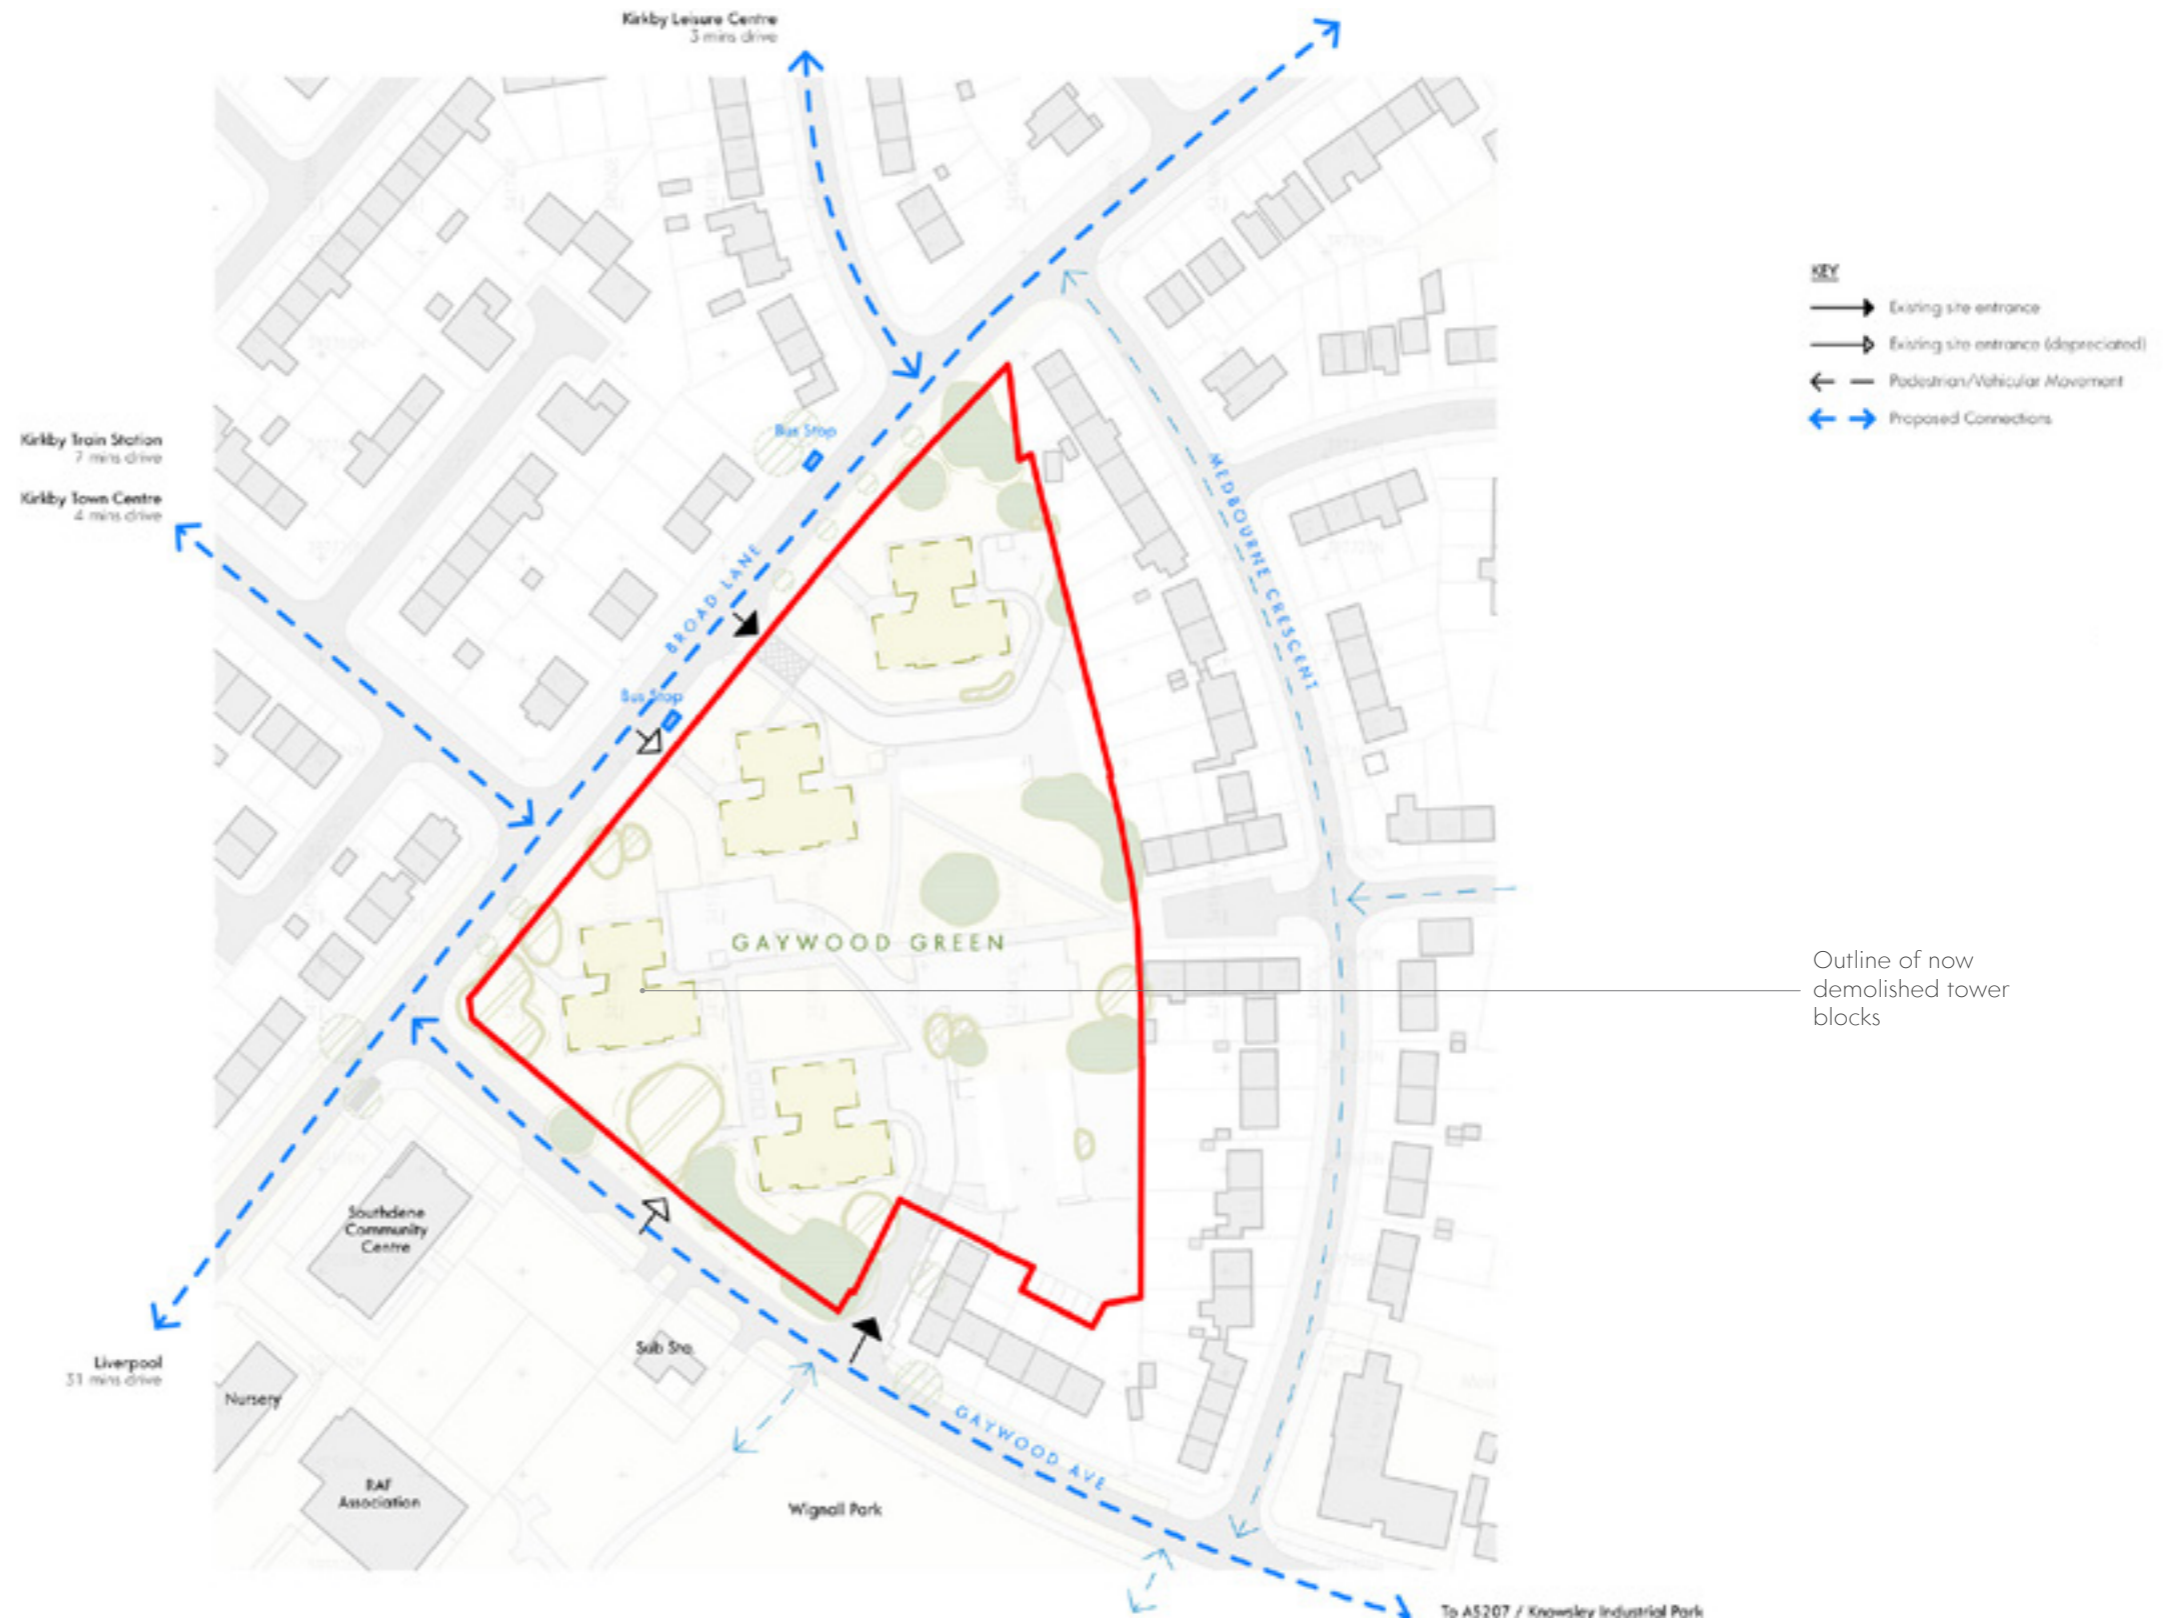 Kirkby Leisure Centre
3 mins drive
KEY
Existing site entrance
Existing site entrance (depreciated)
Pedestrian/Vehicular Movement
Proposed Connections
Bus Stop
Kirkby Train Station
7 mins drive
Kirkby Town Centre
4 mins drive
MEDBOURNE CRESCENT
BROAD LANE
Bus Stop
GAYWOOD GREEN
Outline of now
demolished tower
blocks
Southdene
Community
Centre
Sub Sta.
Liverpool
31 mins drive
Nursery
GAYWOOD AVE
RAF
Association
Wignall Park
To A5207 / Knowsley Industrial Park